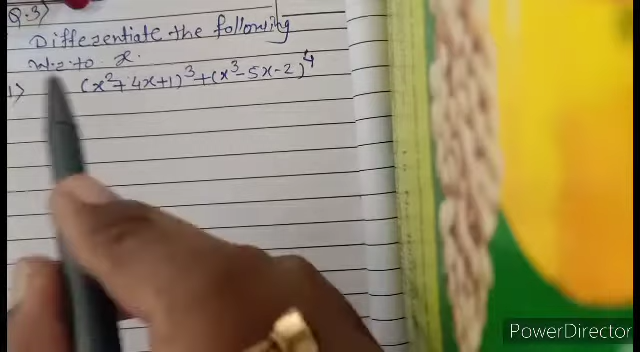 Q.3)
Differentiate the following
w.r.to x.
1) (x²+4x+1)³+(x³-5x-2)⁴
PowerDirector